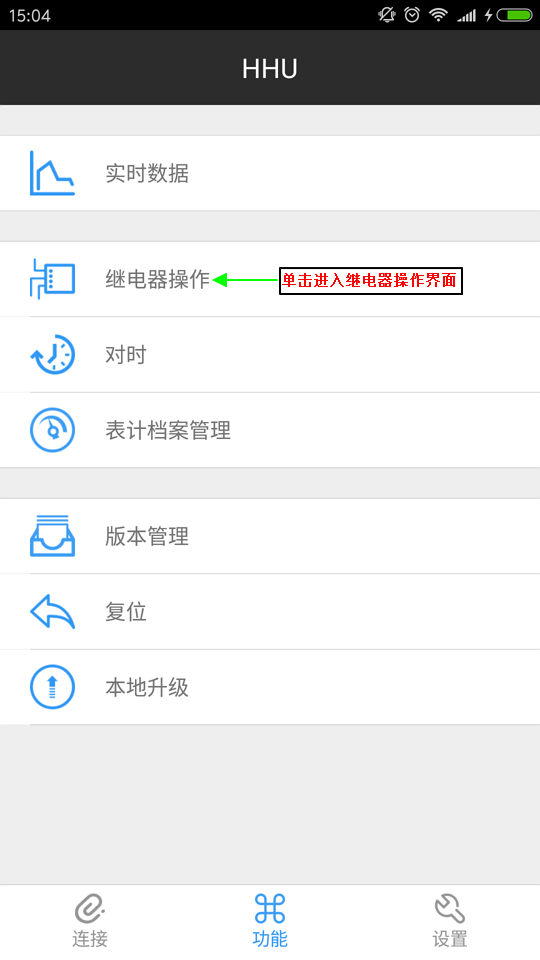 15:04
HHU
实时数据
继电器操作
单击进入继电器操作界面
对时
表计档案管理
版本管理
复位
本地升级
连接
功能
设置